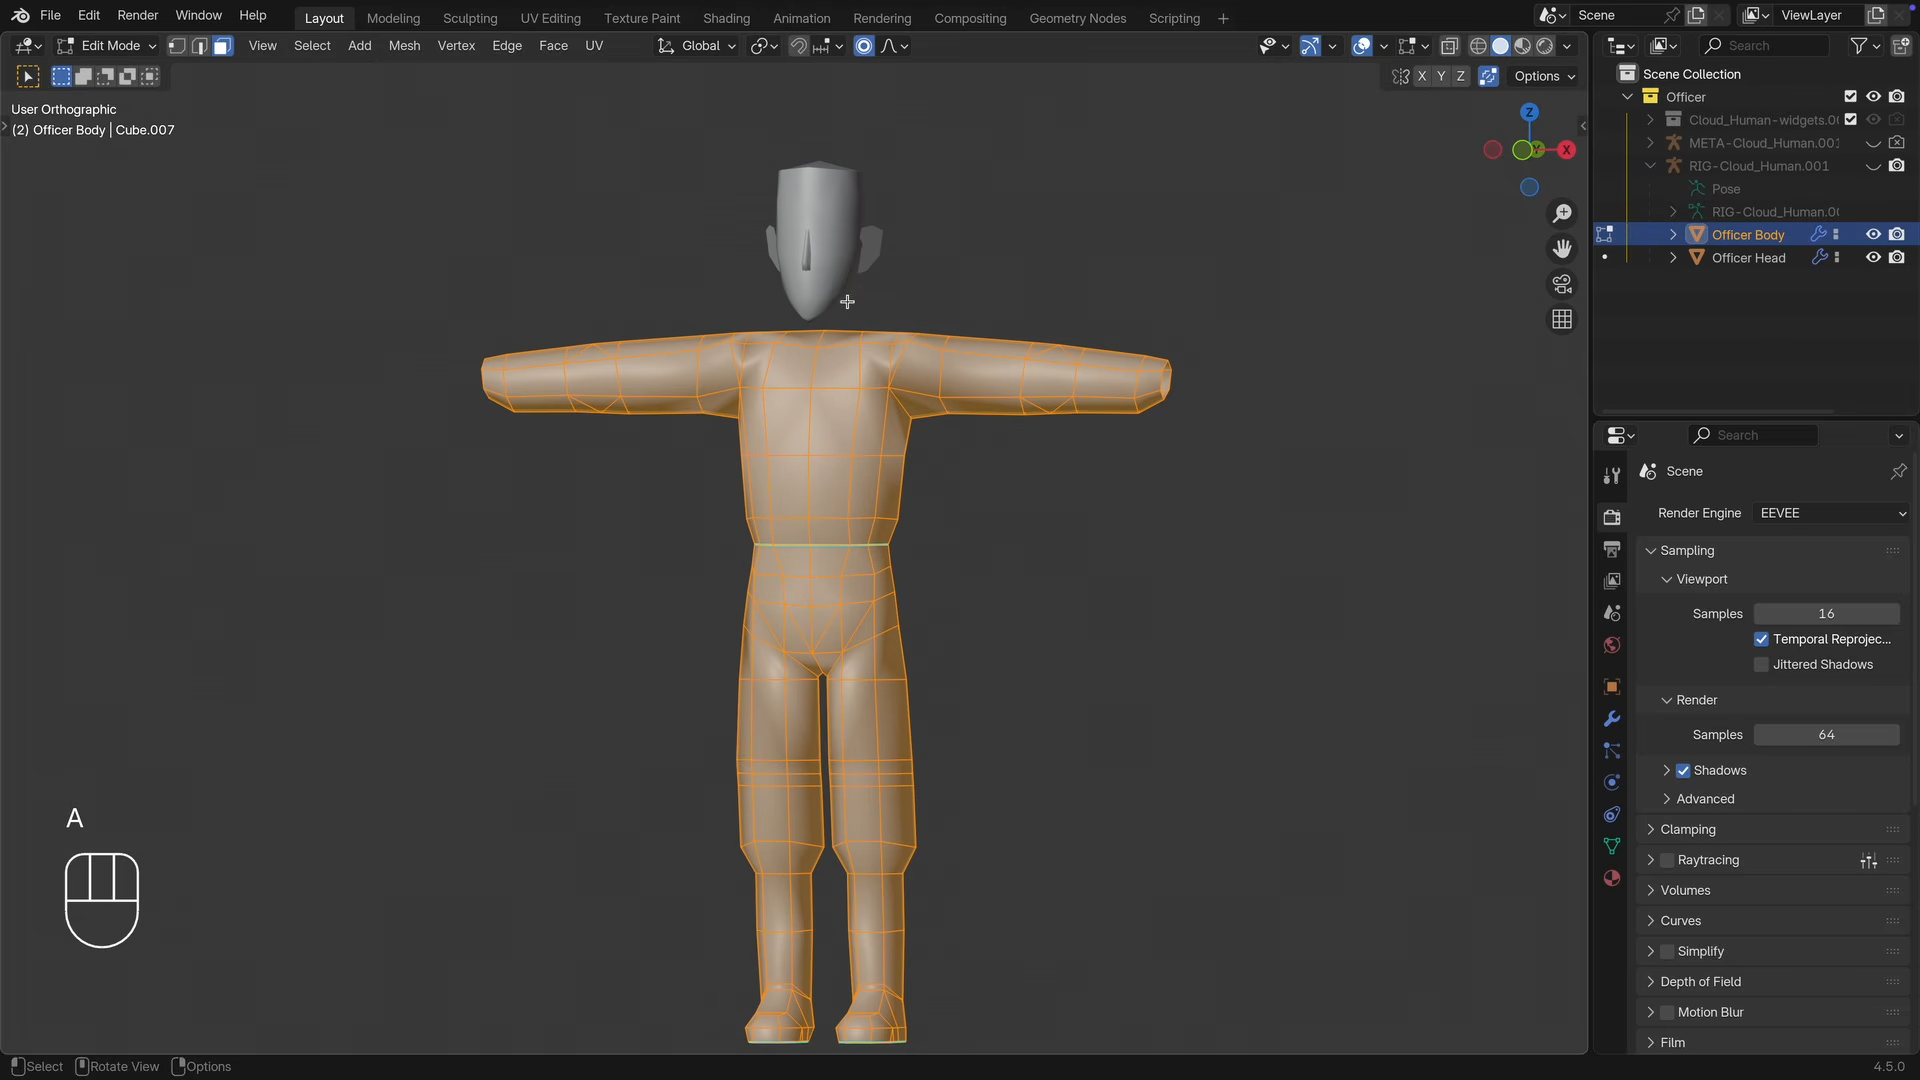 File Edit Render Window Help Layout Modeling Sculpting UV Editing Texture Paint Shading Animation Rendering Compositing Geometry Nodes Scripting + Scene ViewLayer
Edit Mode View Select Add Mesh Vertex Edge Face UV Global Search
X Y Z Options
User Orthographic
(2) Officer Body | Cube.007
Z
Y
X
Scene Collection
Officer
Cloud_Human-widgets.0
META-Cloud_Human.001
RIG-Cloud_Human.001
Pose
RIG-Cloud_Human.0
Officer Body
Officer Head
Search
Scene
Render Engine EEVEE
Sampling
Viewport
Samples 16
Temporal Reprojec...
Jittered Shadows
Render
Samples 64
Shadows
Advanced
Clamping
Raytracing
Volumes
Curves
Simplify
Depth of Field
Motion Blur
Film
A
Select Rotate View Options 4.5.0